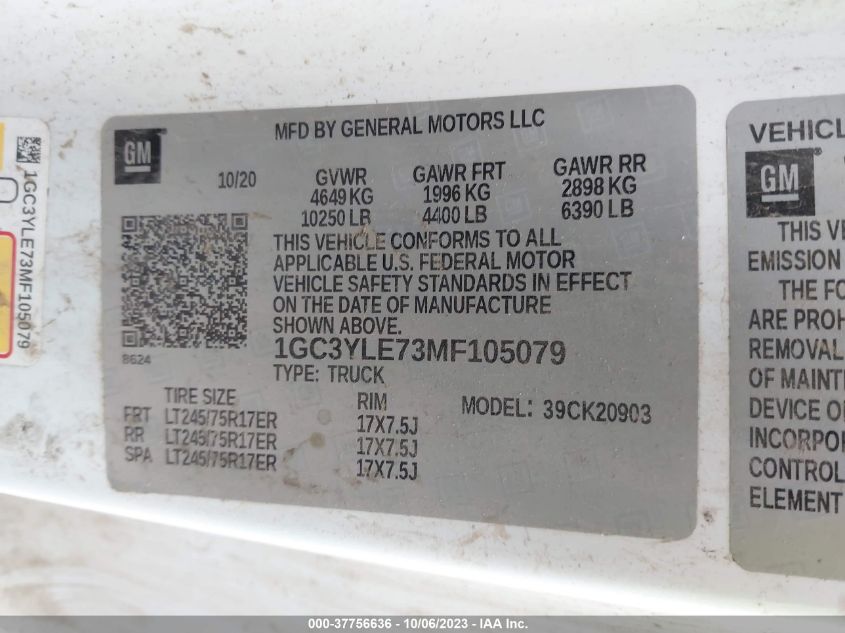 1GC3YLE73MF105079
GM
MFD BY GENERAL MOTORS LLC
10/20
GVWR GAWR FRT GAWR RR
4649 KG 1996 KG 2898 KG
10250 LB 4400 LB 6390 LB
THIS VEHICLE CONFORMS TO ALL
APPLICABLE U.S. FEDERAL MOTOR
VEHICLE SAFETY STANDARDS IN EFFECT
ON THE DATE OF MANUFACTURE
SHOWN ABOVE.
8624
1GC3YLE73MF105079
TYPE: TRUCK
TIRE SIZE RIM MODEL: 39CK20903
FRT LT245/75R17ER 17X7.5J
RR LT245/75R17ER 17X7.5J
SPA LT245/75R17ER 17X7.5J
VEHICL
GM
THIS VE
EMISSION
THE FO
ARE PROH
REMOVAL
OF MAINT
DEVICE O
INCORPO
CONTROL
ELEMENT
000-37756636 - 10/06/2023 - IAA Inc.